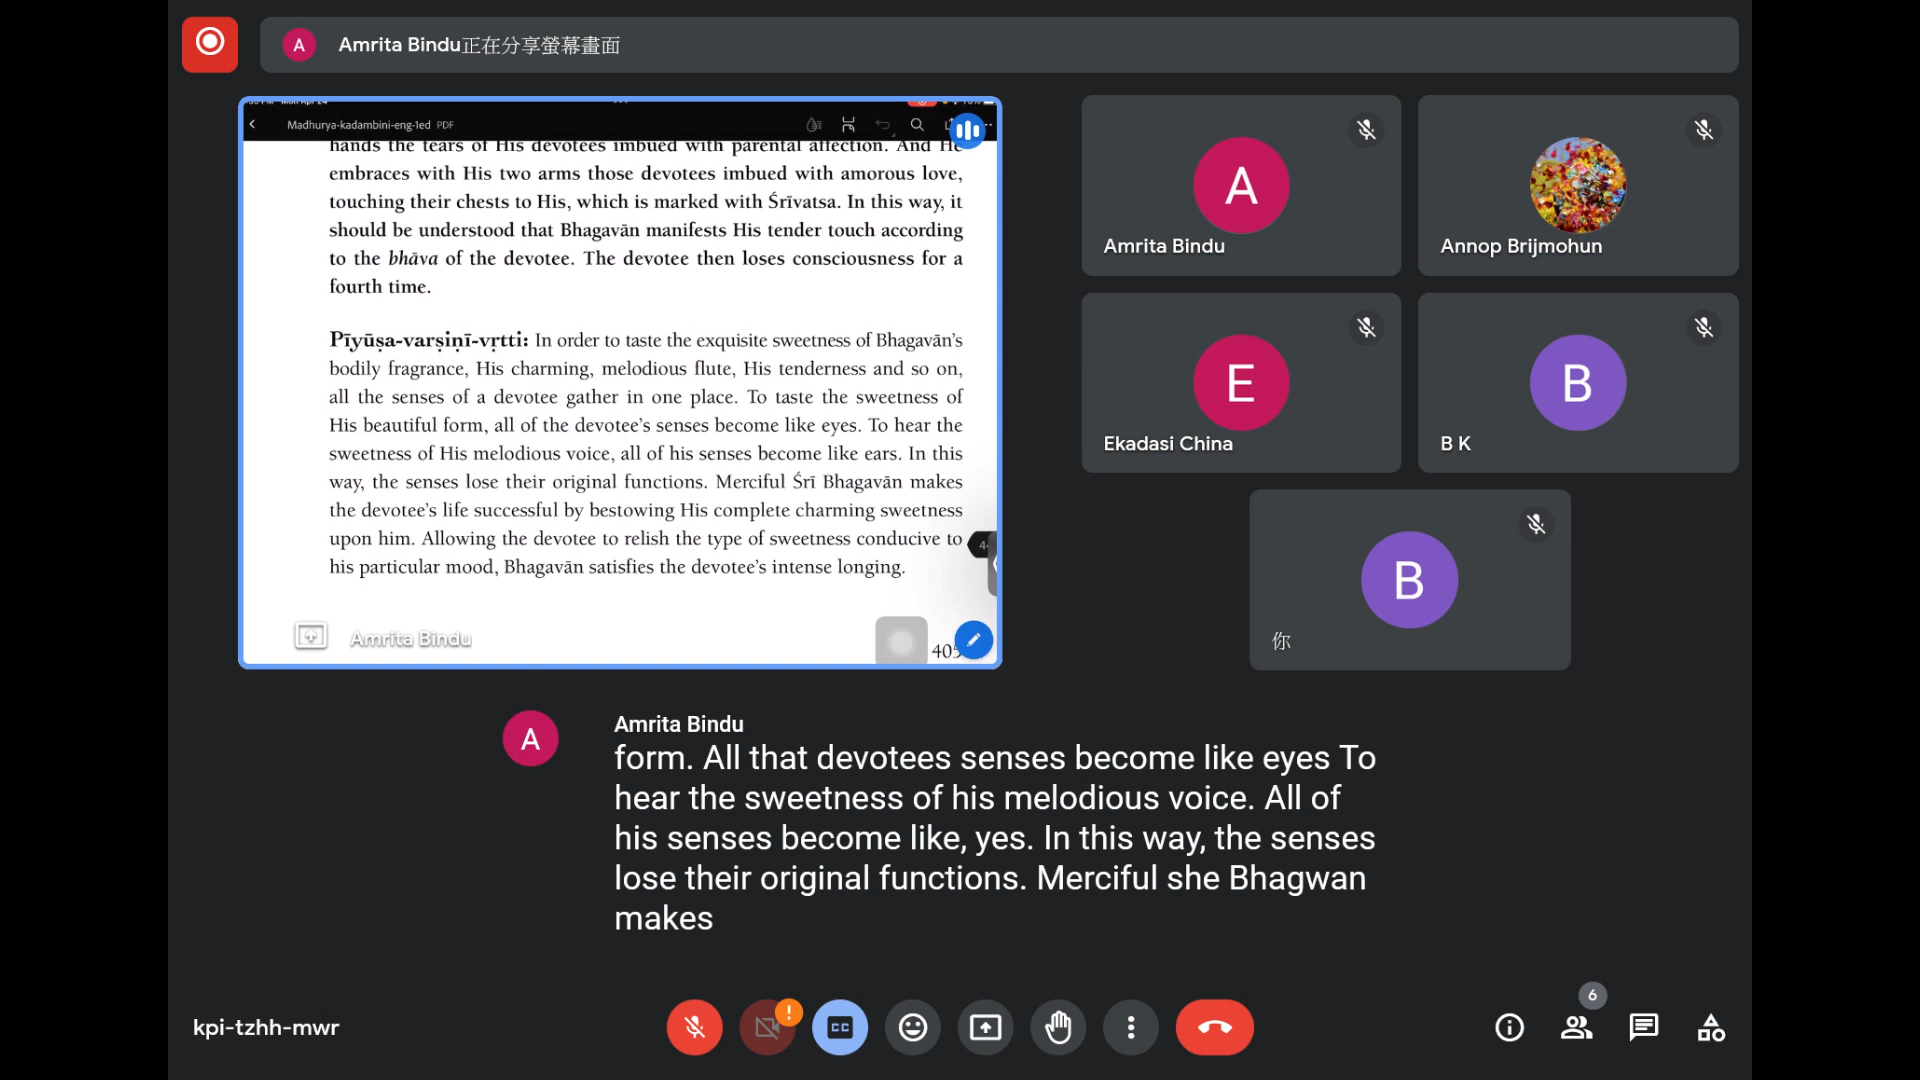 A Amrita Bindu正在分享螢幕畫面
Madhurya-kadambini-eng-1ed PDF
hands the tears of His devotees imbued with parental affection. And He
embraces with His two arms those devotees imbued with amorous love,
touching their chests to His, which is marked with Śrīvatsa. In this way, it
should be understood that Bhagavān manifests His tender touch according
to the bhāva of the devotee. The devotee then loses consciousness for a
fourth time.
Pīyūṣa-varṣiṇī-vṛtti: In order to taste the exquisite sweetness of Bhagavān’s
bodily fragrance, His charming, melodious flute, His tenderness and so on,
all the senses of a devotee gather in one place. To taste the sweetness of
His beautiful form, all of the devotee’s senses become like eyes. To hear the
sweetness of His melodious voice, all of his senses become like ears. In this
way, the senses lose their original functions. Merciful Śrī Bhagavān makes
the devotee’s life successful by bestowing His complete charming sweetness
upon him. Allowing the devotee to relish the type of sweetness conducive to
his particular mood, Bhagavān satisfies the devotee’s intense longing.
Amrita Bindu
A
Amrita Bindu
Annop Brijmohun
E
Ekadasi China
B
B K
B
你
A
Amrita Bindu
form. All that devotees senses become like eyes To
hear the sweetness of his melodious voice. All of
his senses become like, yes. In this way, the senses
lose their original functions. Merciful she Bhagwan
makes
kpi-tzhh-mwr
!
CC
6